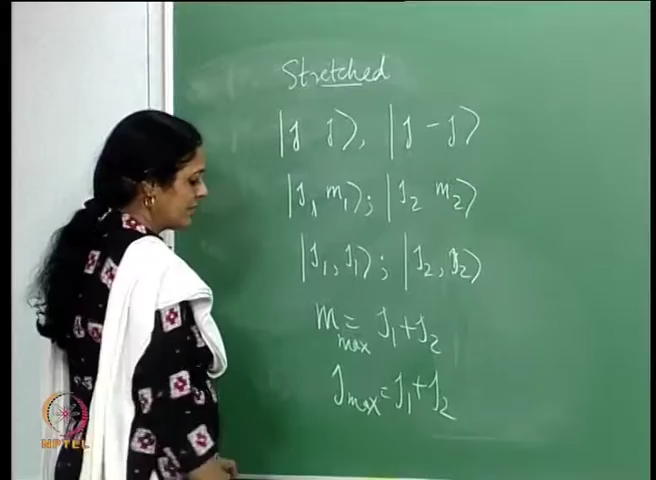 Stretched
|J J⟩, |J −J⟩
|J₁ m₁⟩; |J₂ m₂⟩
|J₁, J₁⟩; |J₂, J₂⟩
m_max = J₁+J₂
J_max = J₁+J₂
NPTEL